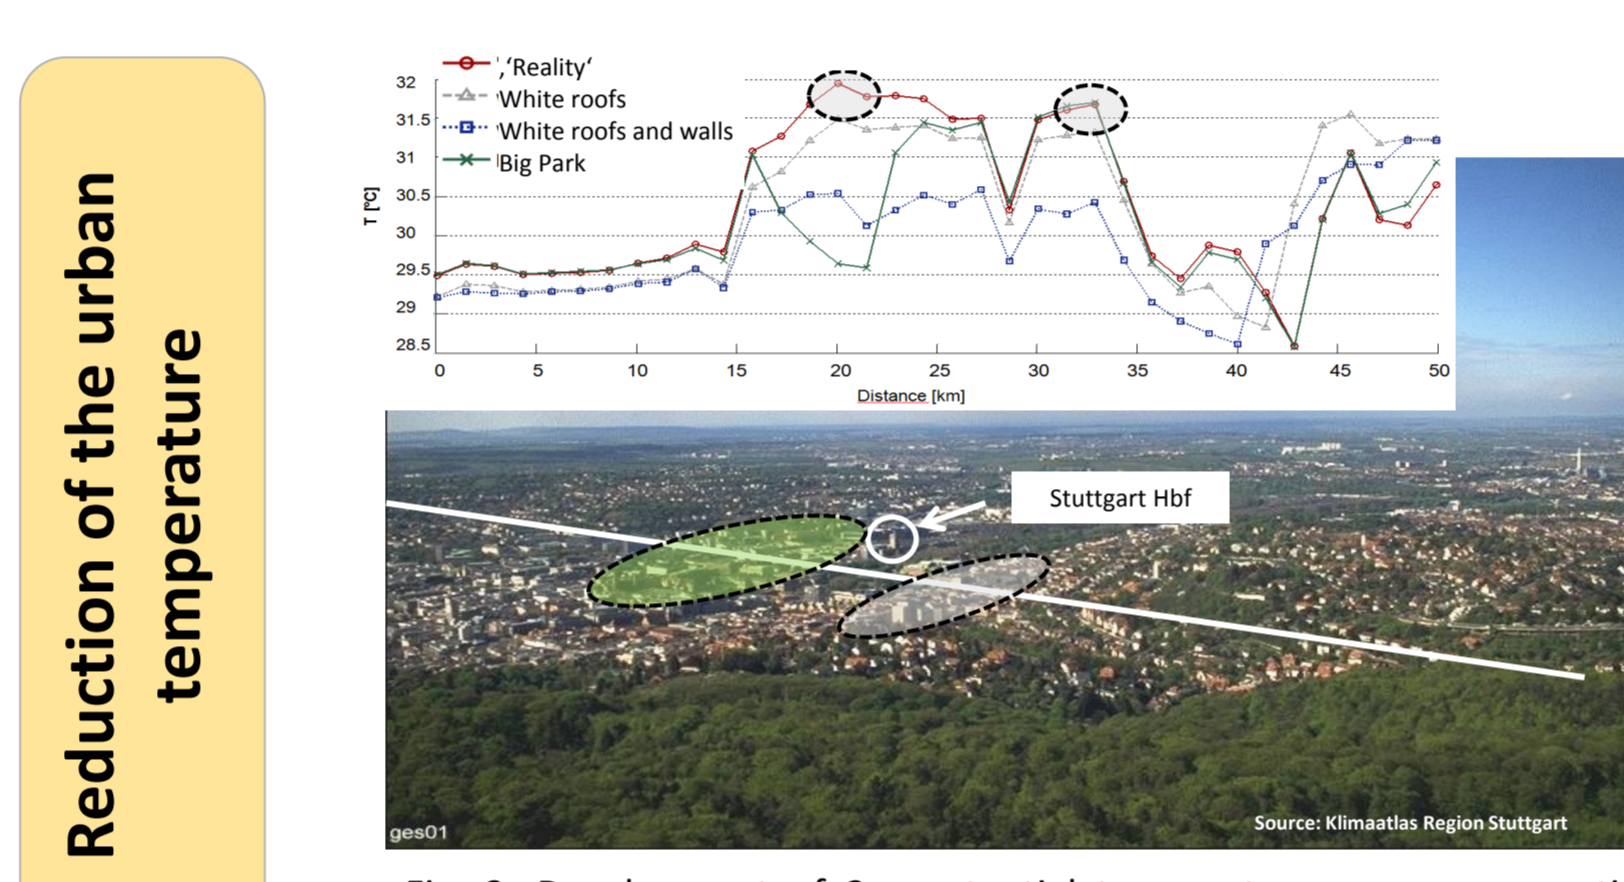 Reduction of the urban
temperature
‚'Reality'
White roofs
White roofs and walls
Big Park
T [°C]
32
31.5
31
30.5
30
29.5
29
28.5
0 5 10 15 20 25 30 35 40 45 50
Distance [km]
Stuttgart Hbf
ges01
Source: Klimaatlas Region Stuttgart